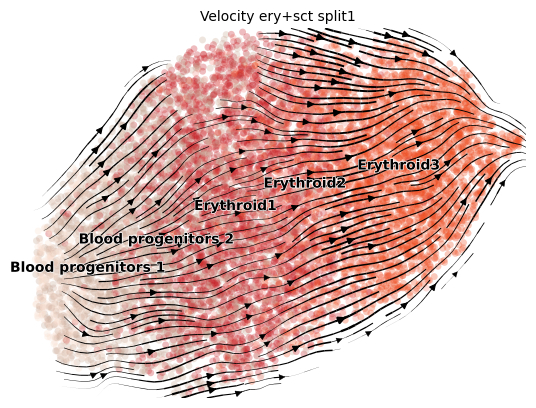 Velocity ery+sct split1
Erythroid3
Erythroid2
Erythroid1
Blood progenitors 2
Blood progenitors 1